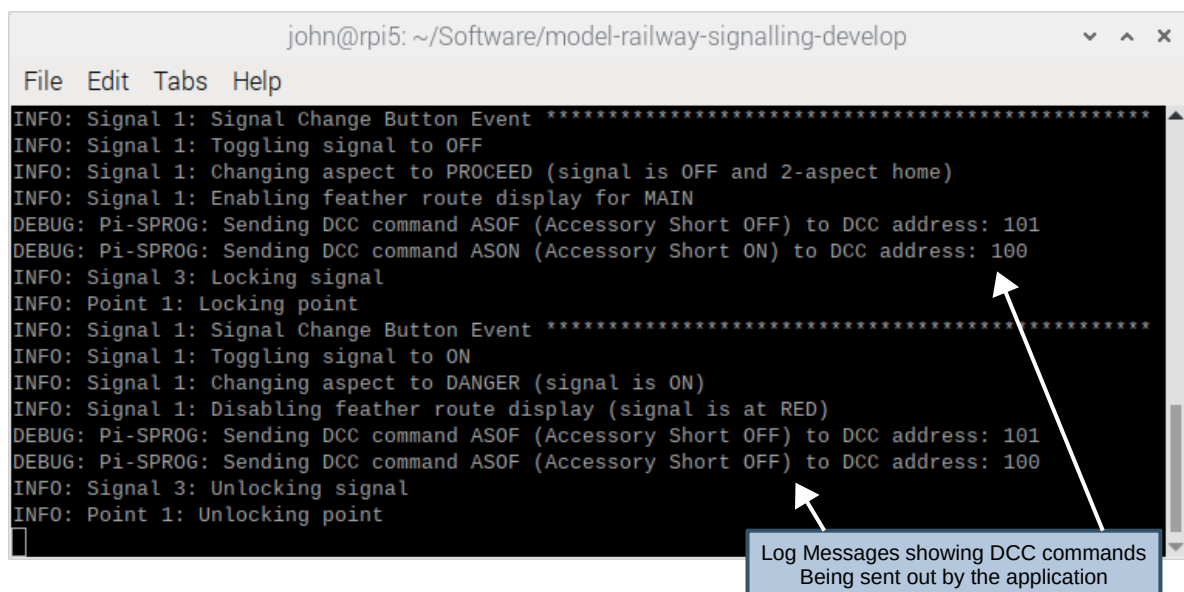 john@rpi5: ~/Software/model-railway-signalling-develop
File Edit Tabs Help
INFO: Signal 1: Signal Change Button Event *************************************************
INFO: Signal 1: Toggling signal to OFF
INFO: Signal 1: Changing aspect to PROCEED (signal is OFF and 2-aspect home)
INFO: Signal 1: Enabling feather route display for MAIN
DEBUG: Pi-SPROG: Sending DCC command ASOF (Accessory Short OFF) to DCC address: 101
DEBUG: Pi-SPROG: Sending DCC command ASON (Accessory Short ON) to DCC address: 100
INFO: Signal 3: Locking signal
INFO: Point 1: Locking point
INFO: Signal 1: Signal Change Button Event *************************************************
INFO: Signal 1: Toggling signal to ON
INFO: Signal 1: Changing aspect to DANGER (signal is ON)
INFO: Signal 1: Disabling feather route display (signal is at RED)
DEBUG: Pi-SPROG: Sending DCC command ASOF (Accessory Short OFF) to DCC address: 101
DEBUG: Pi-SPROG: Sending DCC command ASOF (Accessory Short OFF) to DCC address: 100
INFO: Signal 3: Unlocking signal
INFO: Point 1: Unlocking point
Log Messages showing DCC commands
Being sent out by the application